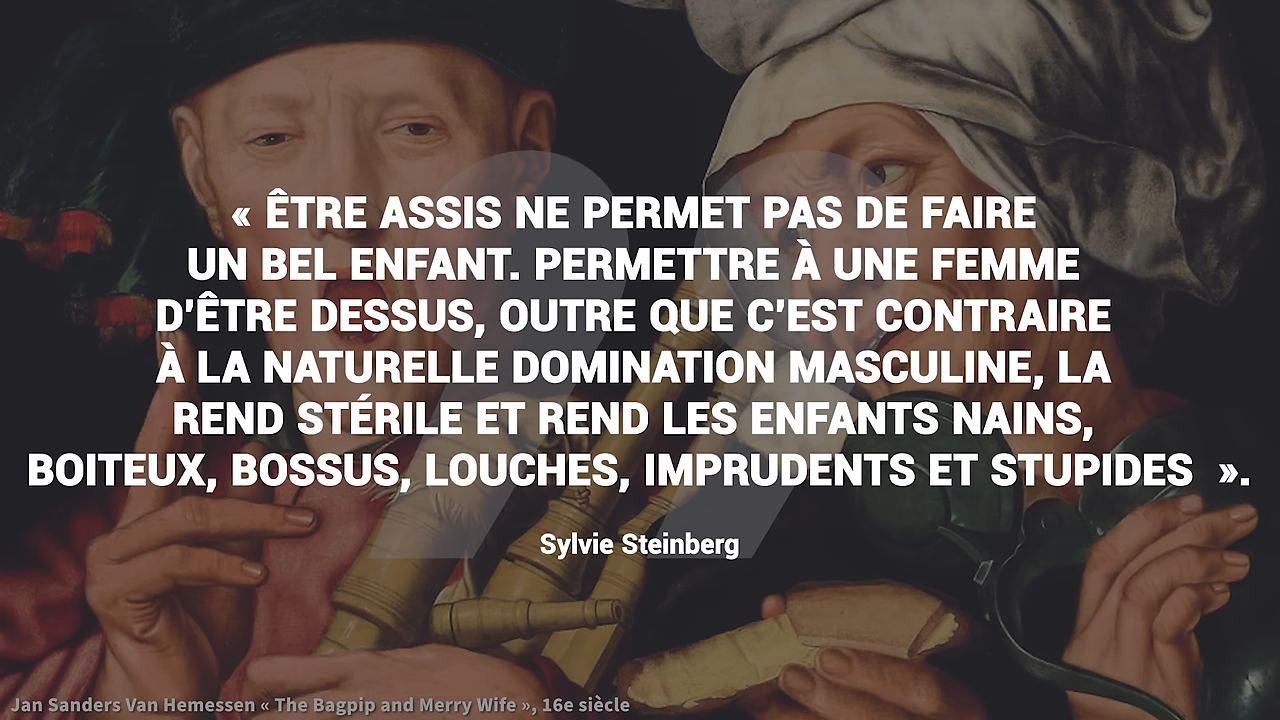 « ÊTRE ASSIS NE PERMET PAS DE FAIRE
UN BEL ENFANT. PERMETTRE À UNE FEMME
D'ÊTRE DESSUS, OUTRE QUE C'EST CONTRAIRE
À LA NATURELLE DOMINATION MASCULINE, LA
REND STÉRILE ET REND LES ENFANTS NAINS,
BOITEUX, BOSSUS, LOUCHES, IMPRUDENTS ET STUPIDES ».
Sylvie Steinberg
Jan Sanders Van Hemessen « The Bagpip and Merry Wife », 16e siècle